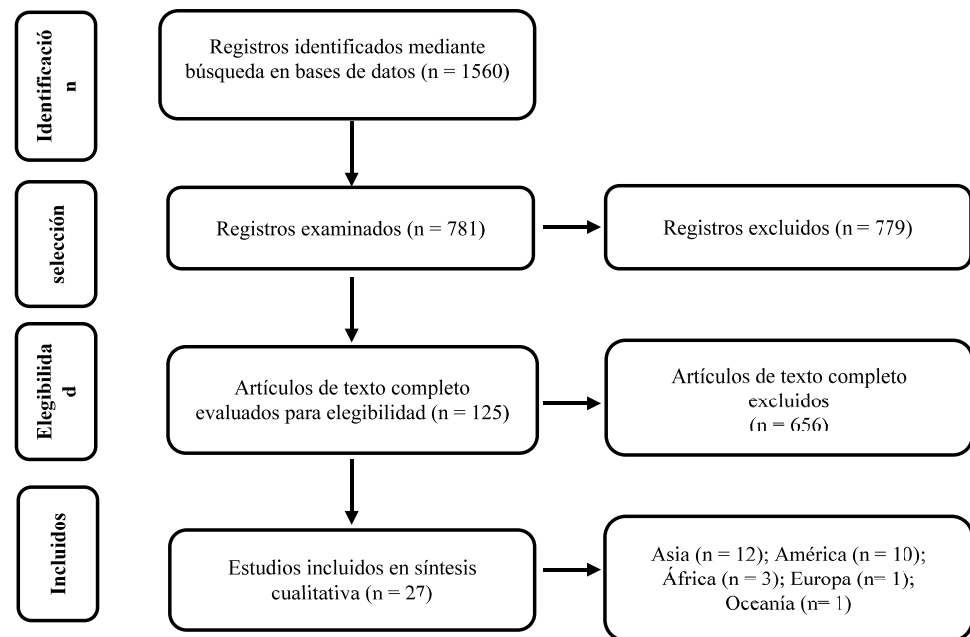 Identificació
n
Registros identificados mediante
búsqueda en bases de datos (n = 1560)
selección
Registros examinados (n = 781)
Registros excluidos (n = 779)
Elegibilida
d
Artículos de texto completo
evaluados para elegibilidad (n = 125)
Artículos de texto completo
excluidos
(n = 656)
Incluidos
Estudios incluidos en síntesis
cualitativa (n = 27)
Asia (n = 12); América (n = 10);
África (n = 3); Europa (n= 1);
Oceanía (n= 1)